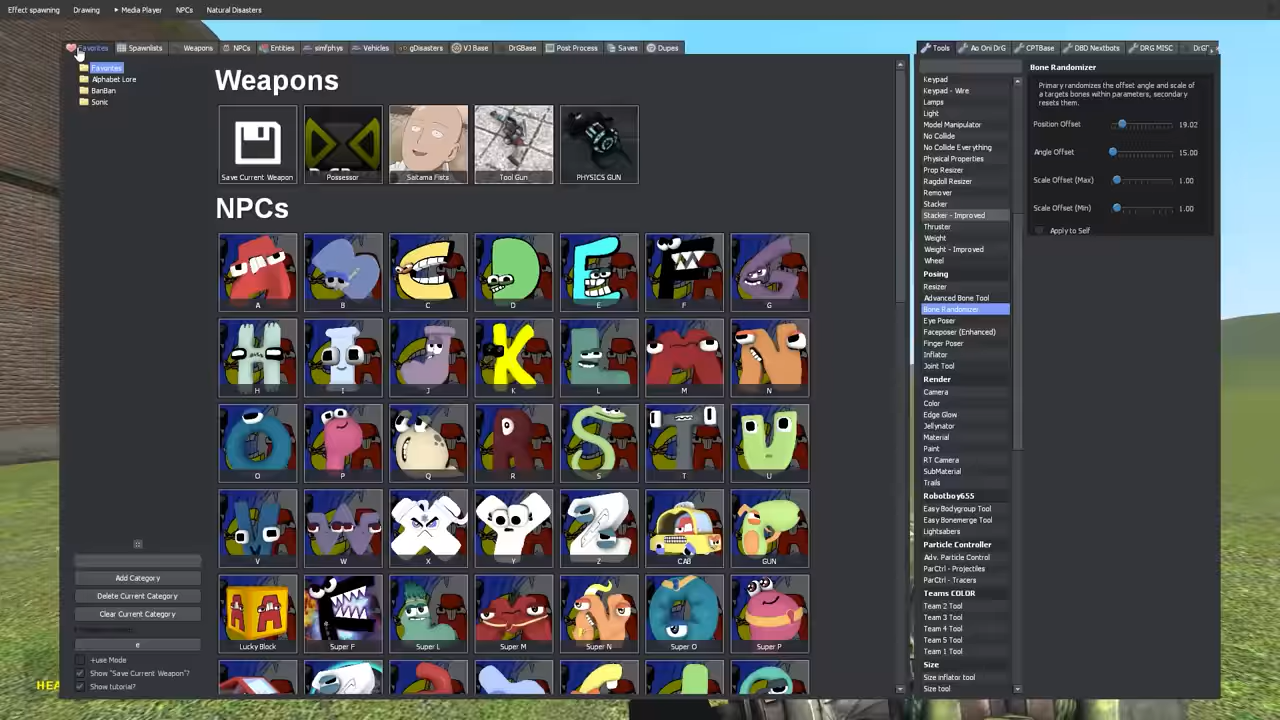 Effect spawning Drawing Media Player NPCs Natural Disasters
Favorites Spawnlists Weapons NPCs Entities simfphys Vehicles gDisasters VJ Base DrGBase Post Process Saves Dupes
Tools Ao Oni DrG CPTBase DBD Nextbots DRG MISC
Favorites
Alphabet Lore
BanBan
Sonic
Add Category
Delete Current Category
Clear Current Category
e
+use Mode
Show "Save Current Weapon"?
Show tutorial?
HEA
Weapons
Save Current Weapon Possessor Saitama Fists Tool Gun PHYSICS GUN
NPCs
A B C D E F G
H I J K L M N
O P Q R S T U
V W X Y Z CAB GUN
Lucky Block Super F Super L Super M Super N Super O Super P
Keypad
Keypad - Wire
Lamps
Light
Model Manipulator
No Collide
No Collide Everything
Physical Properties
Prop Resizer
Ragdoll Resizer
Remover
Stacker
Stacker - Improved
Thruster
Weight
Weight - Improved
Wheel
Posing
Resizer
Advanced Bone Tool
Bone Randomizer
Eye Poser
Faceposer (Enhanced)
Finger Poser
Inflator
Joint Tool
Render
Camera
Color
Edge Glow
Jellynator
Material
Paint
RT Camera
SubMaterial
Trails
Robotboy655
Easy Bodygroup Tool
Easy Bonemerge Tool
Lightsabers
Particle Controller
Adv. Particle Control
ParCtrl - Projectiles
ParCtrl - Tracers
Teams COLOR
Team 2 Tool
Team 3 Tool
Team 4 Tool
Team 5 Tool
Team 1 Tool
Size
Size inflator tool
Size tool
Bone Randomizer
Primary randomizes the offset angle and scale
of a targets bones within parameters, secondary
resets them.
Position Offset 19.02
Angle Offset 15.00
Scale Offset (Max) 1.00
Scale Offset (Min) 1.00
Apply to Self